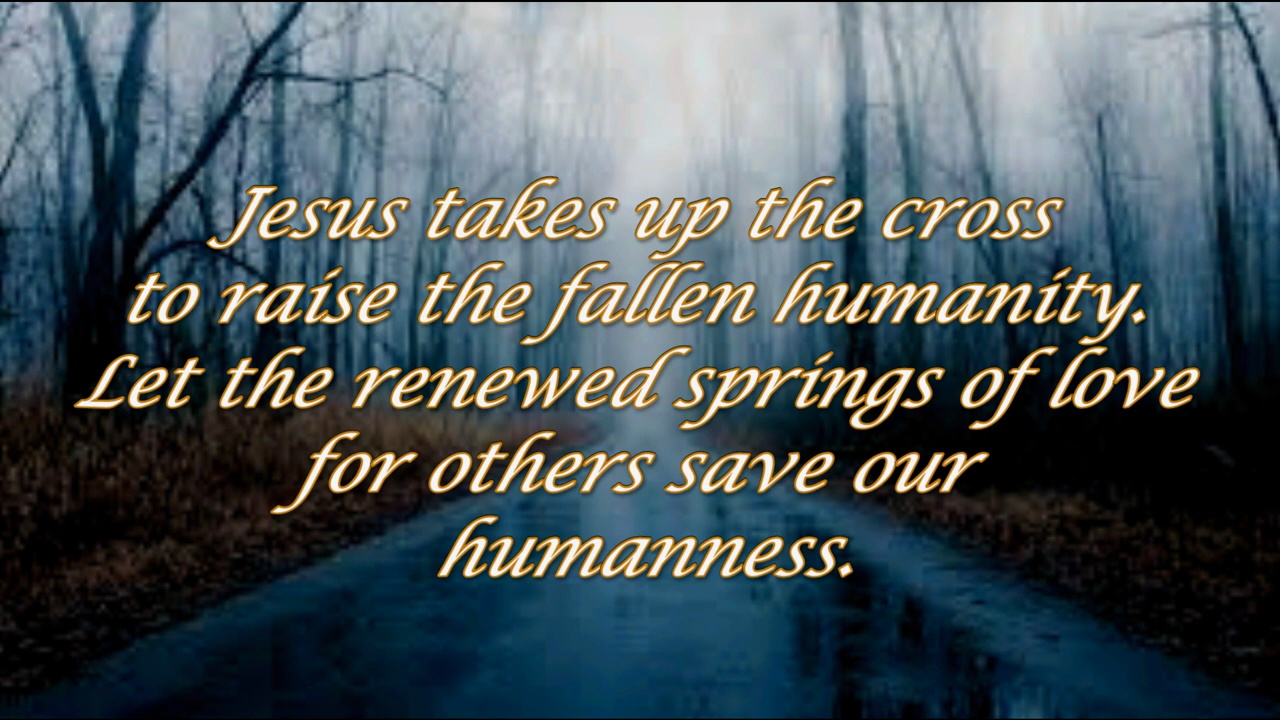 Jesus takes up the cross
to raise the fallen humanity.
Let the renewed springs of love
for others save our
humanness.